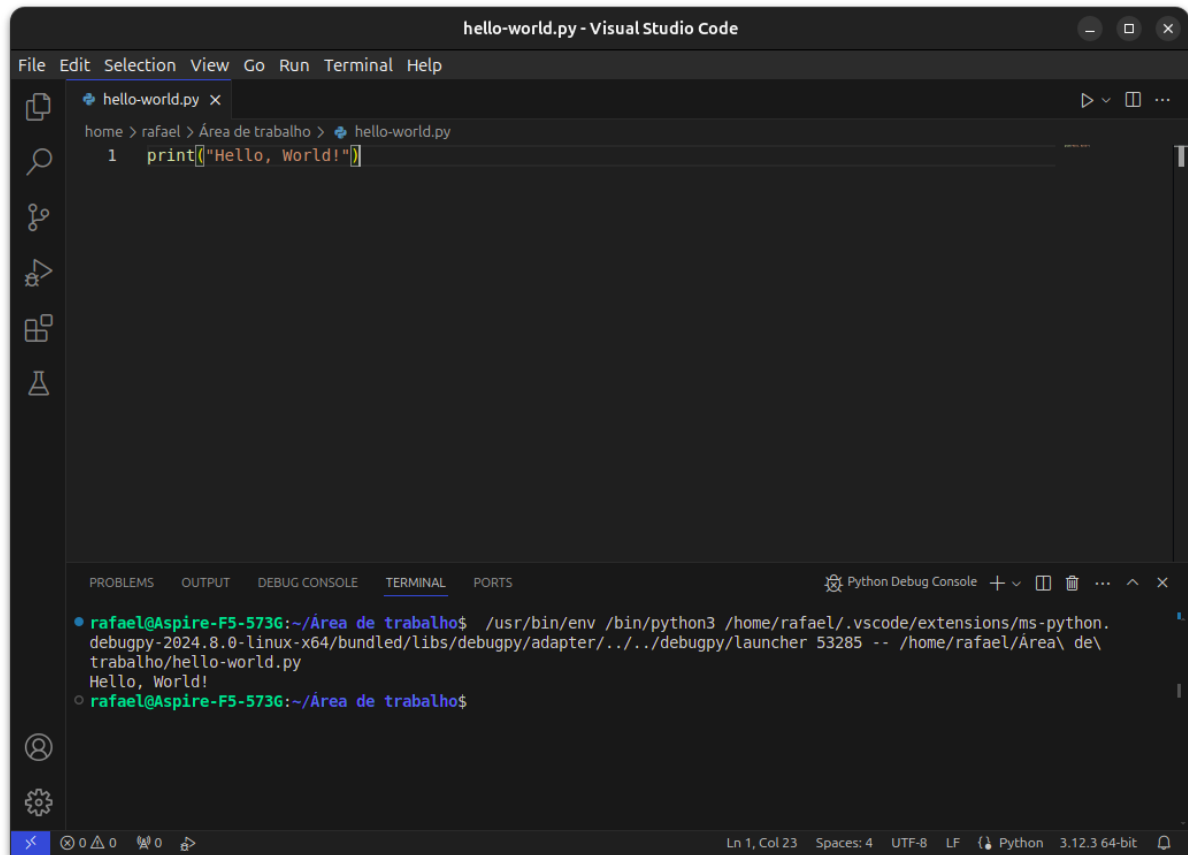 hello-world.py - Visual Studio Code
File Edit Selection View Go Run Terminal Help
hello-world.py
home > rafael > Área de trabalho > hello-world.py
1 print("Hello, World!")
PROBLEMS OUTPUT DEBUG CONSOLE TERMINAL PORTS Python Debug Console
rafael@Aspire-F5-573G:~/Área de trabalho$  /usr/bin/env /bin/python3 /home/rafael/.vscode/extensions/ms-python.
debugpy-2024.8.0-linux-x64/bundled/libs/debugpy/adapter/../../debugpy/launcher 53285 -- /home/rafael/Área\ de\
trabalho/hello-world.py
Hello, World!
rafael@Aspire-F5-573G:~/Área de trabalho$
0 0 0 Ln 1, Col 23 Spaces: 4 UTF-8 LF Python 3.12.3 64-bit